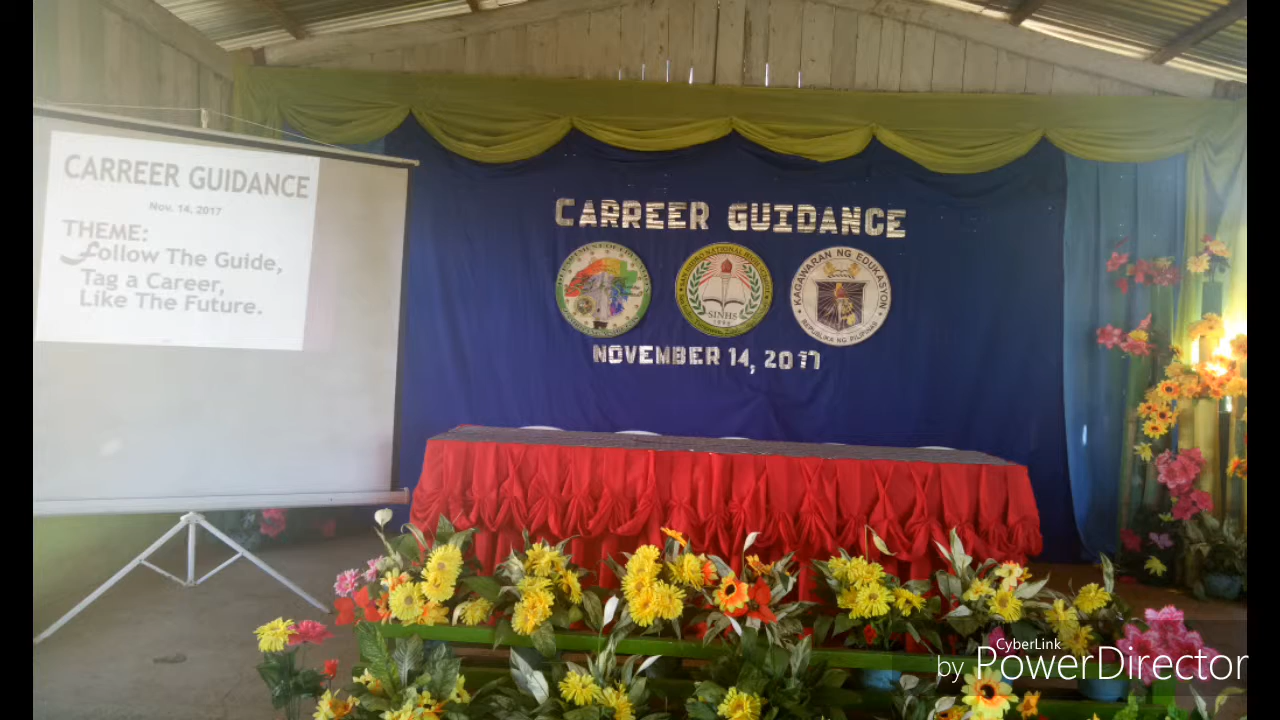 CARREER GUIDANCE
Nov. 14, 2017
THEME:
Follow The Guide,
Tag a Career,
Like The Future.
CARREER GUIDANCE
KAGAWARAN NG EDUKASYON
REPUBLIKA NG PILIPINAS
SINHS
NOVEMBER 14, 2017
CyberLink
by PowerDirector